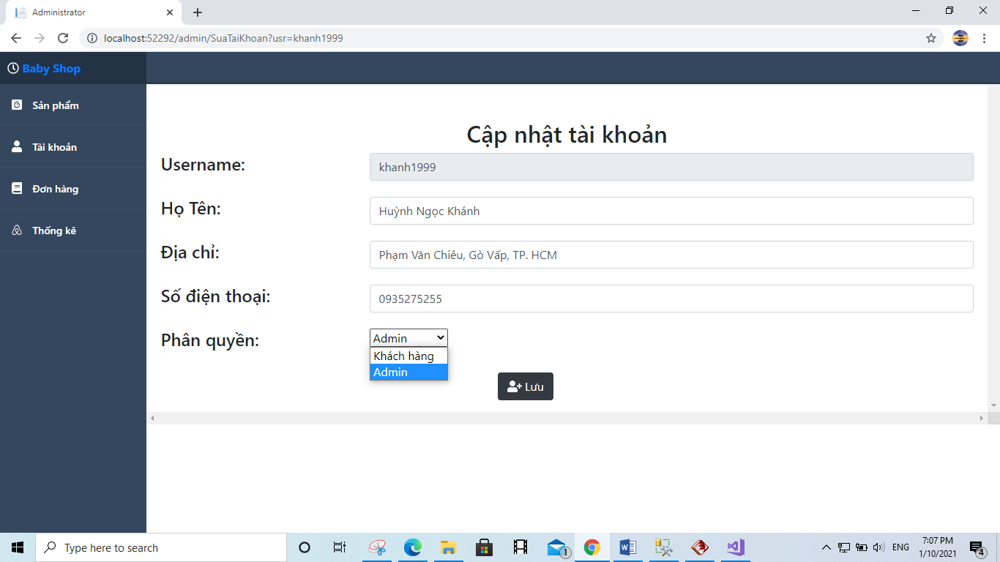 Administrator
localhost:52292/admin/SuaTaiKhoan?usr=khanh1999
Baby Shop
Sản phẩm
Tài khoản
Đơn hàng
Thống kê
Cập nhật tài khoản
Username:
khanh1999
Họ Tên:
Huỳnh Ngọc Khánh
Địa chỉ:
Phạm Văn Chiêu, Gò Vấp, TP. HCM
Số điện thoại:
0935275255
Phân quyền:
Admin
Khách hàng
Admin
Lưu
Type here to search
1
ENG
7:07 PM
1/10/2021
4